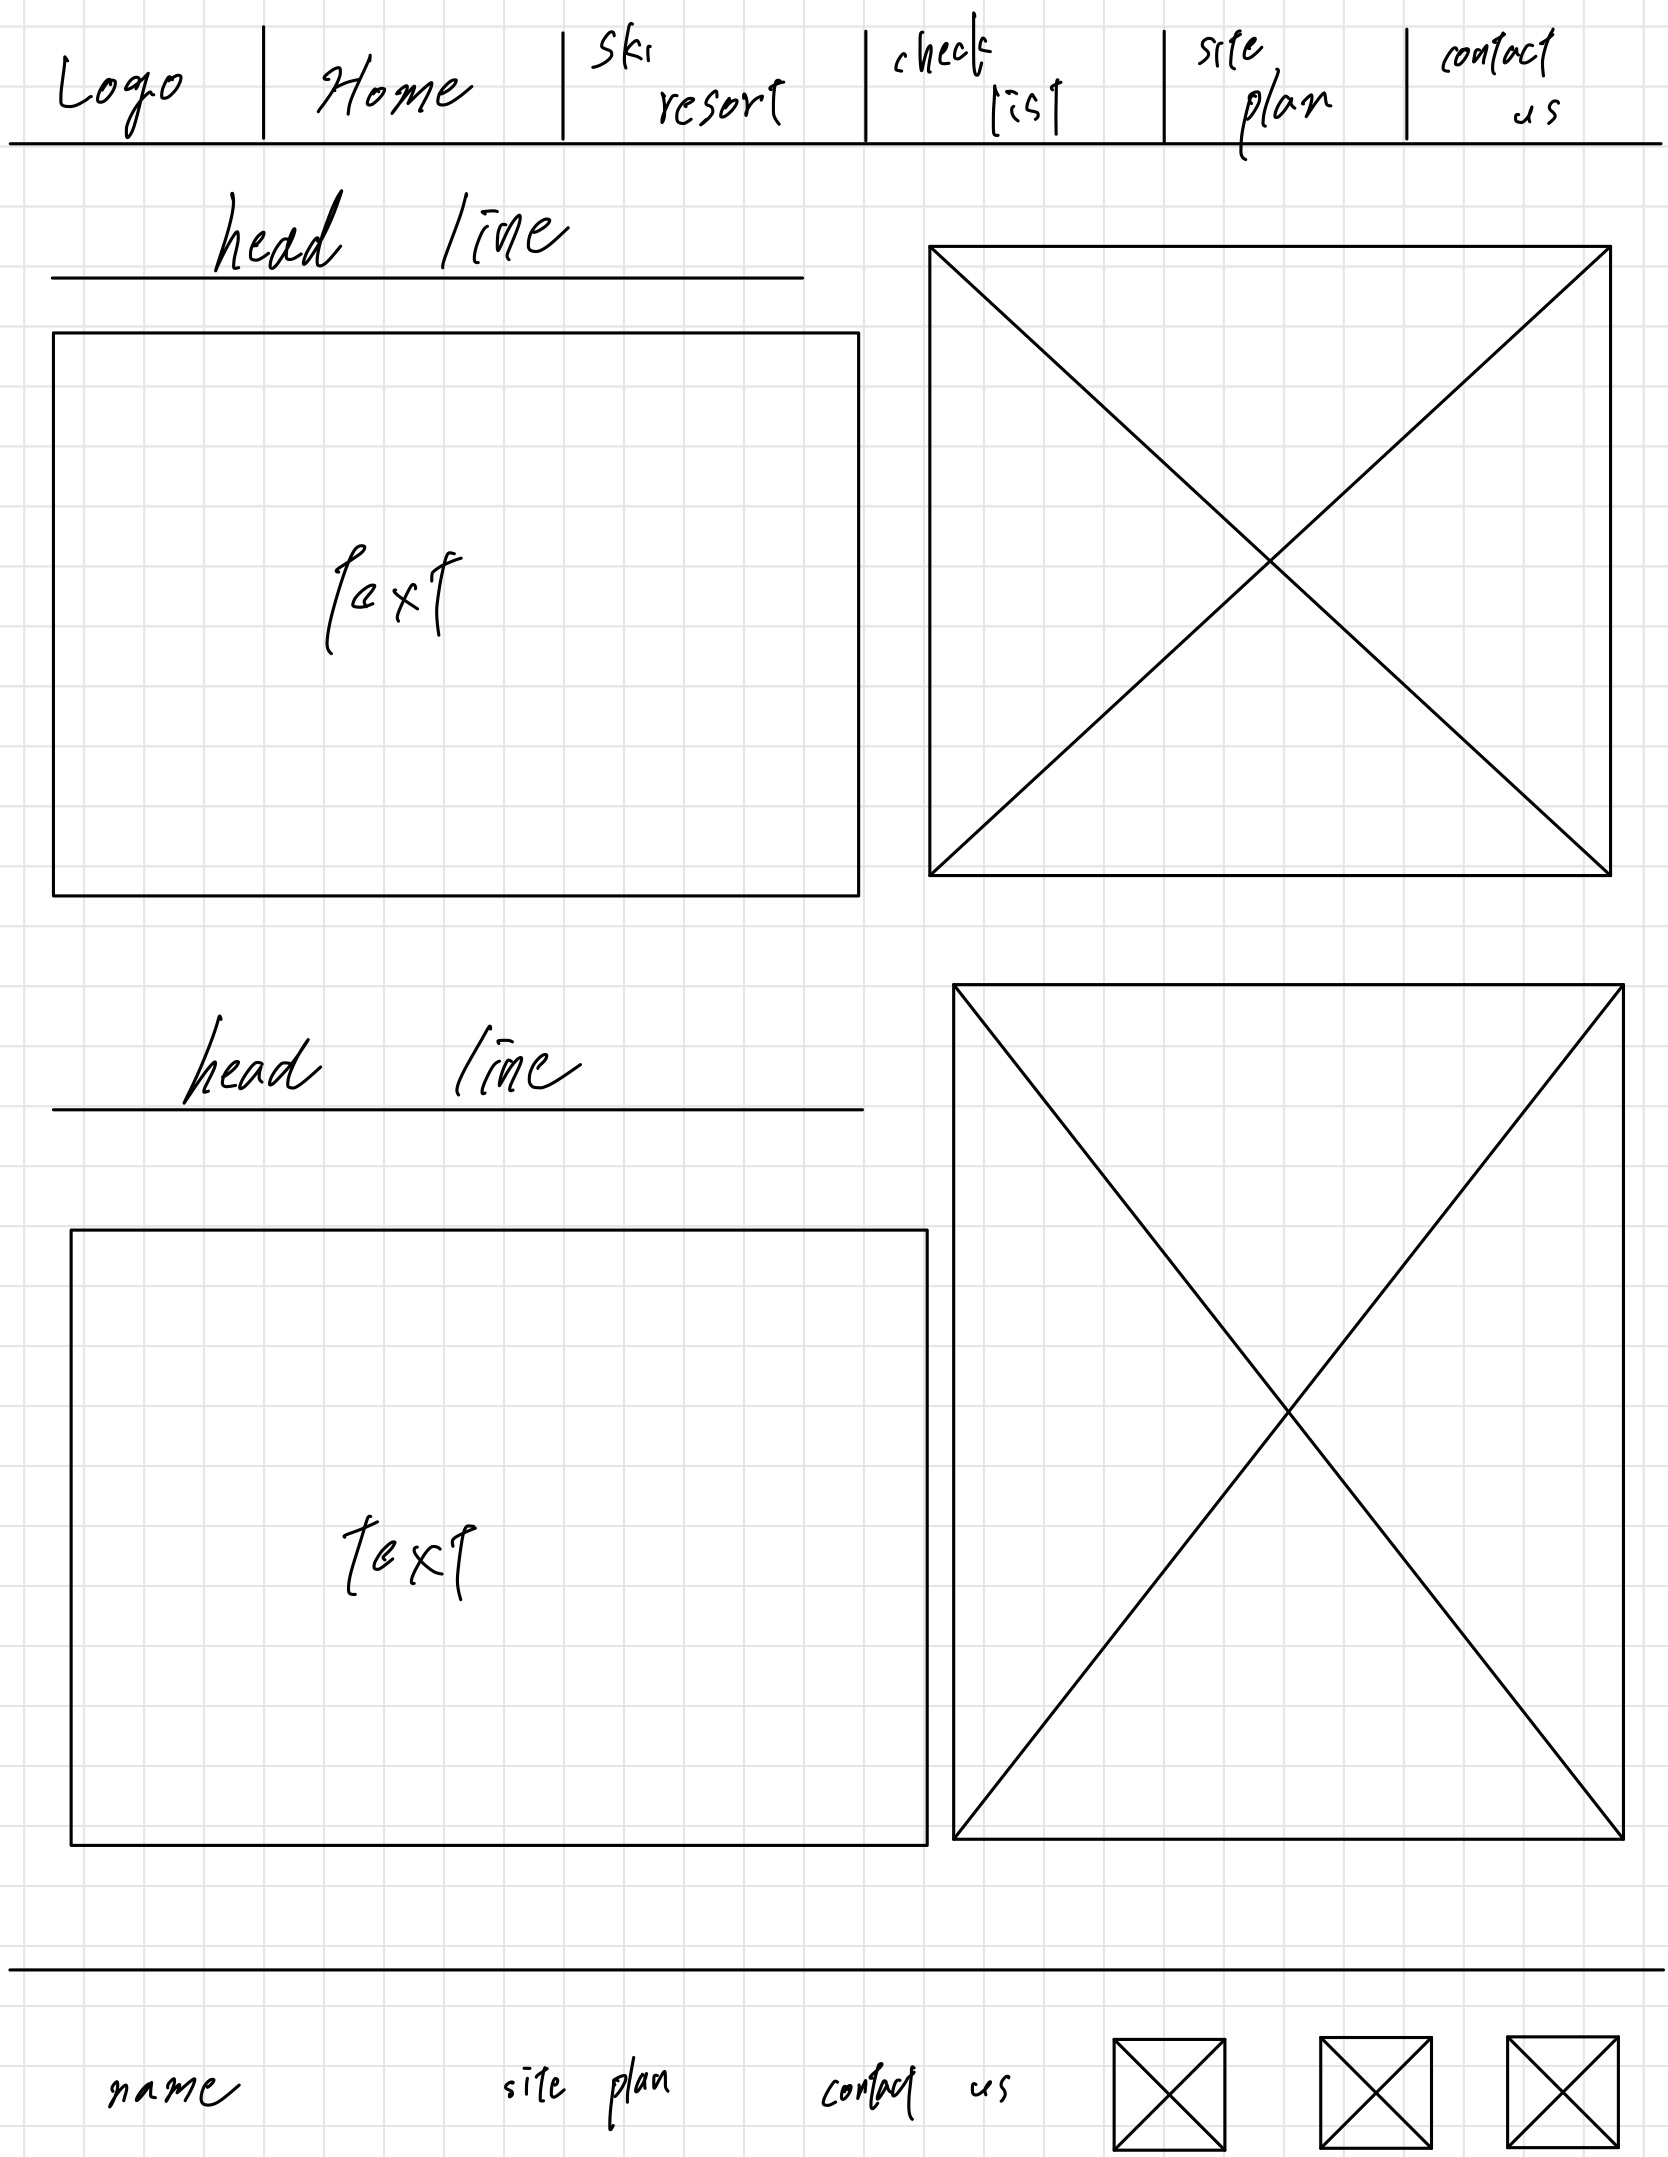 Logo
Home
ski
resort
check
list
site
plan
contact
us
head line
text
head line
text
name
site plan
contact us